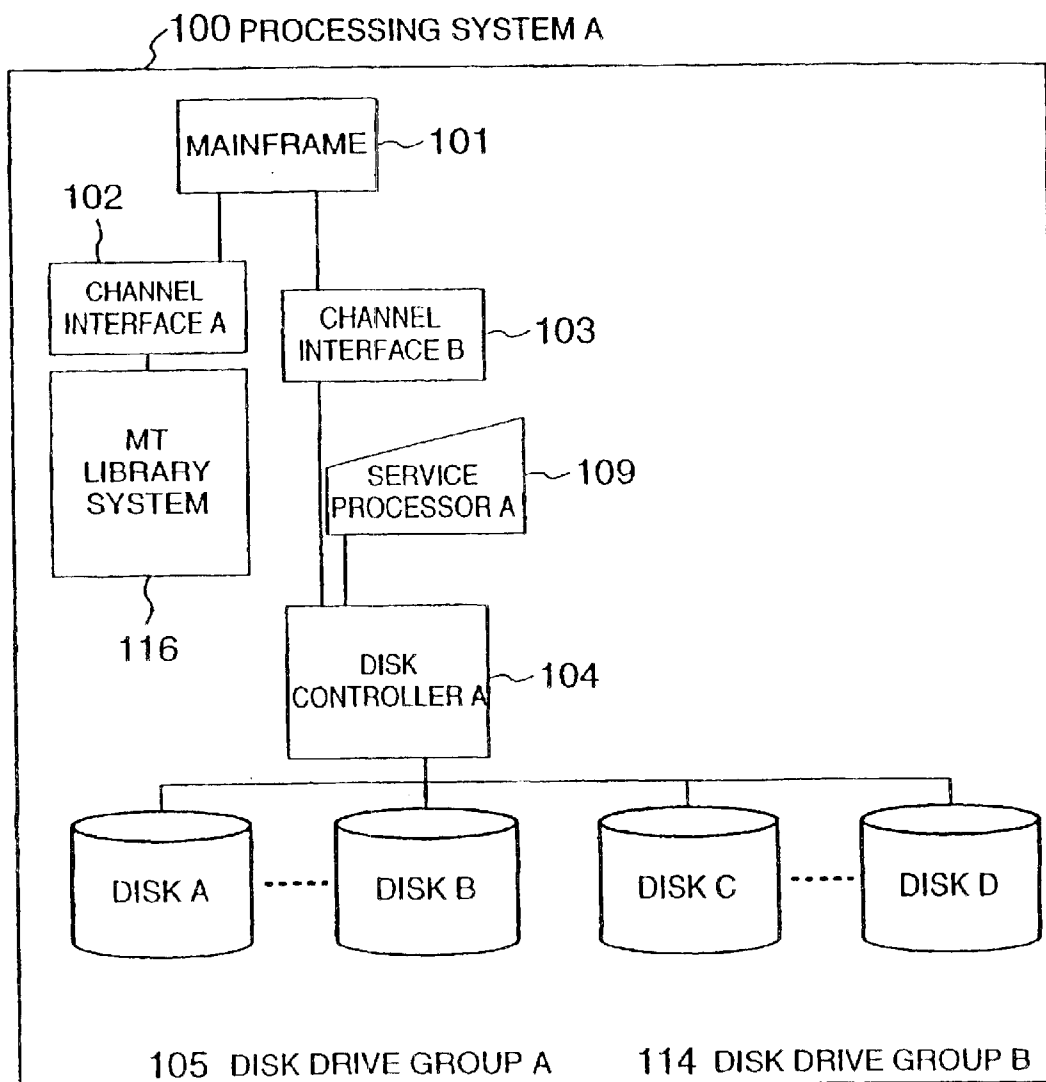 100 PROCESSING SYSTEM A
MAINFRAME
101
102
CHANNEL
INTERFACE A
CHANNEL
INTERFACE B
103
MT
LIBRARY
SYSTEM
SERVICE
PROCESSOR A
109
116
DISK
CONTROLLER A
104
DISK A
DISK B
DISK C
DISK D
105 DISK DRIVE GROUP A
114 DISK DRIVE GROUP B